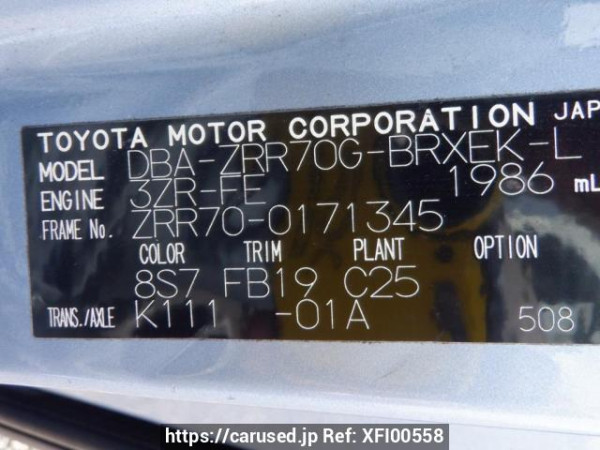 TOYOTA MOTOR CORPORATION JAP
MODEL DBA-ZRR70G-BRXEK-L
ENGINE 3ZR-FE 1986 mL
FRAME No. ZRR70-0171345
COLOR TRIM PLANT OPTION
8S7 FB19 C25
TRANS./AXLE K111 -01A 508
https://carused.jp Ref: XFI00558